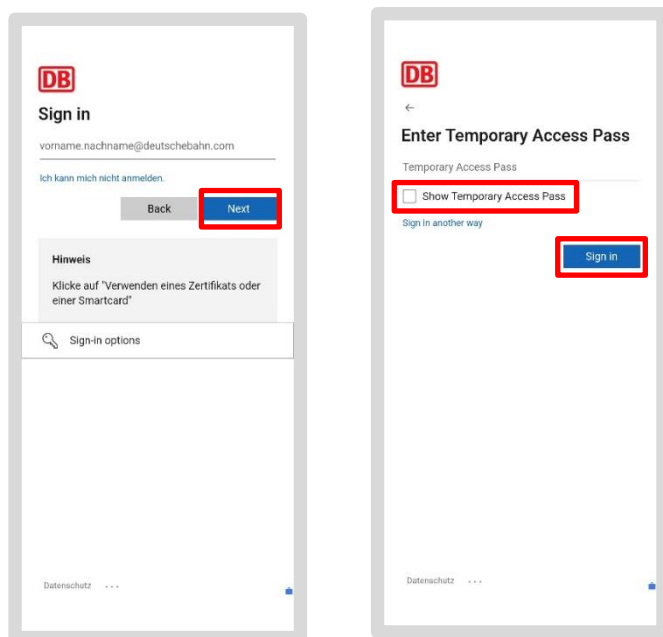 DB
Sign in
vorname.nachname@deutschebahn.com
Ich kann mich nicht anmelden.
Back
Next
Hinweis
Klicke auf "Verwenden eines Zertifikats oder
einer Smartcard"
Sign-in options
Datenschutz ...
DB
←
Enter Temporary Access Pass
Temporary Access Pass
Show Temporary Access Pass
Sign in another way
Sign in
Datenschutz ...